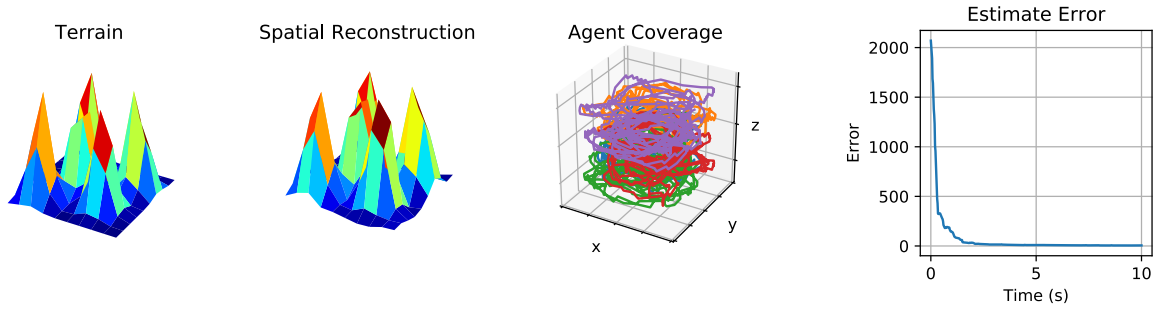 Terrain
Spatial Reconstruction
Agent Coverage
z
y
x
Estimate Error
Error
2000
1500
1000
500
0
0 5 10
Time (s)